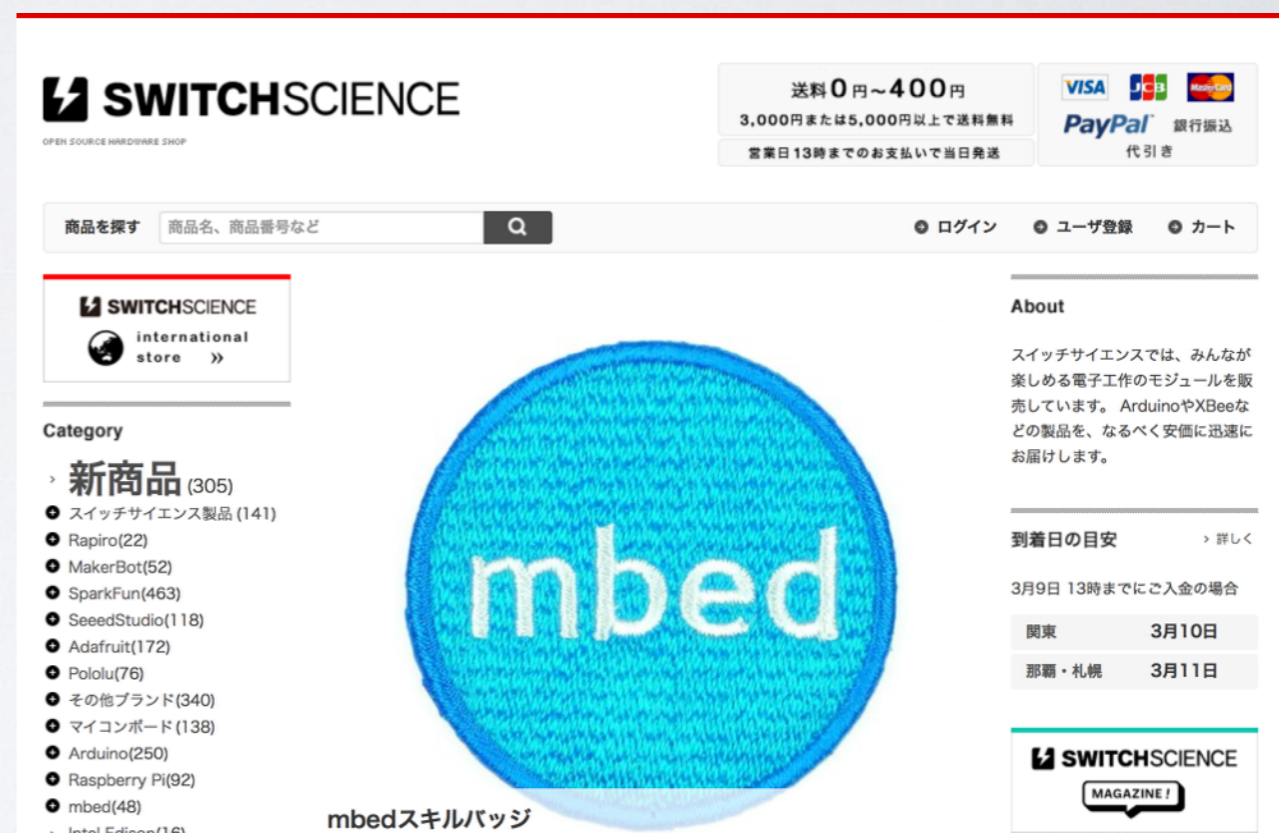 SWITCHSCIENCE
OPEN SOURCE HARDWARE SHOP
送料0円~400円
3,000円または5,000円以上で送料無料
営業日13時までのお支払いで当日発送
VISA JCB MasterCard
PayPal 銀行振込
代引き
商品を探す 商品名、商品番号など
ログイン ユーザ登録 カート
SWITCHSCIENCE
international
store »
Category
新商品 (305)
スイッチサイエンス製品 (141)
Rapiro(22)
MakerBot(52)
SparkFun(463)
SeeedStudio(118)
Adafruit(172)
Pololu(76)
その他ブランド(340)
マイコンボード(138)
Arduino(250)
Raspberry Pi(92)
mbed(48)
Intel Edison(16)
mbed
mbedスキルバッジ
About
スイッチサイエンスでは、みんなが
楽しめる電子工作のモジュールを販
売しています。 ArduinoやXBeeな
どの製品を、なるべく安価に迅速に
お届けします。
到着日の目安 › 詳しく
3月9日 13時までにご入金の場合
関東 3月10日
那覇・札幌 3月11日
SWITCHSCIENCE
MAGAZINE!